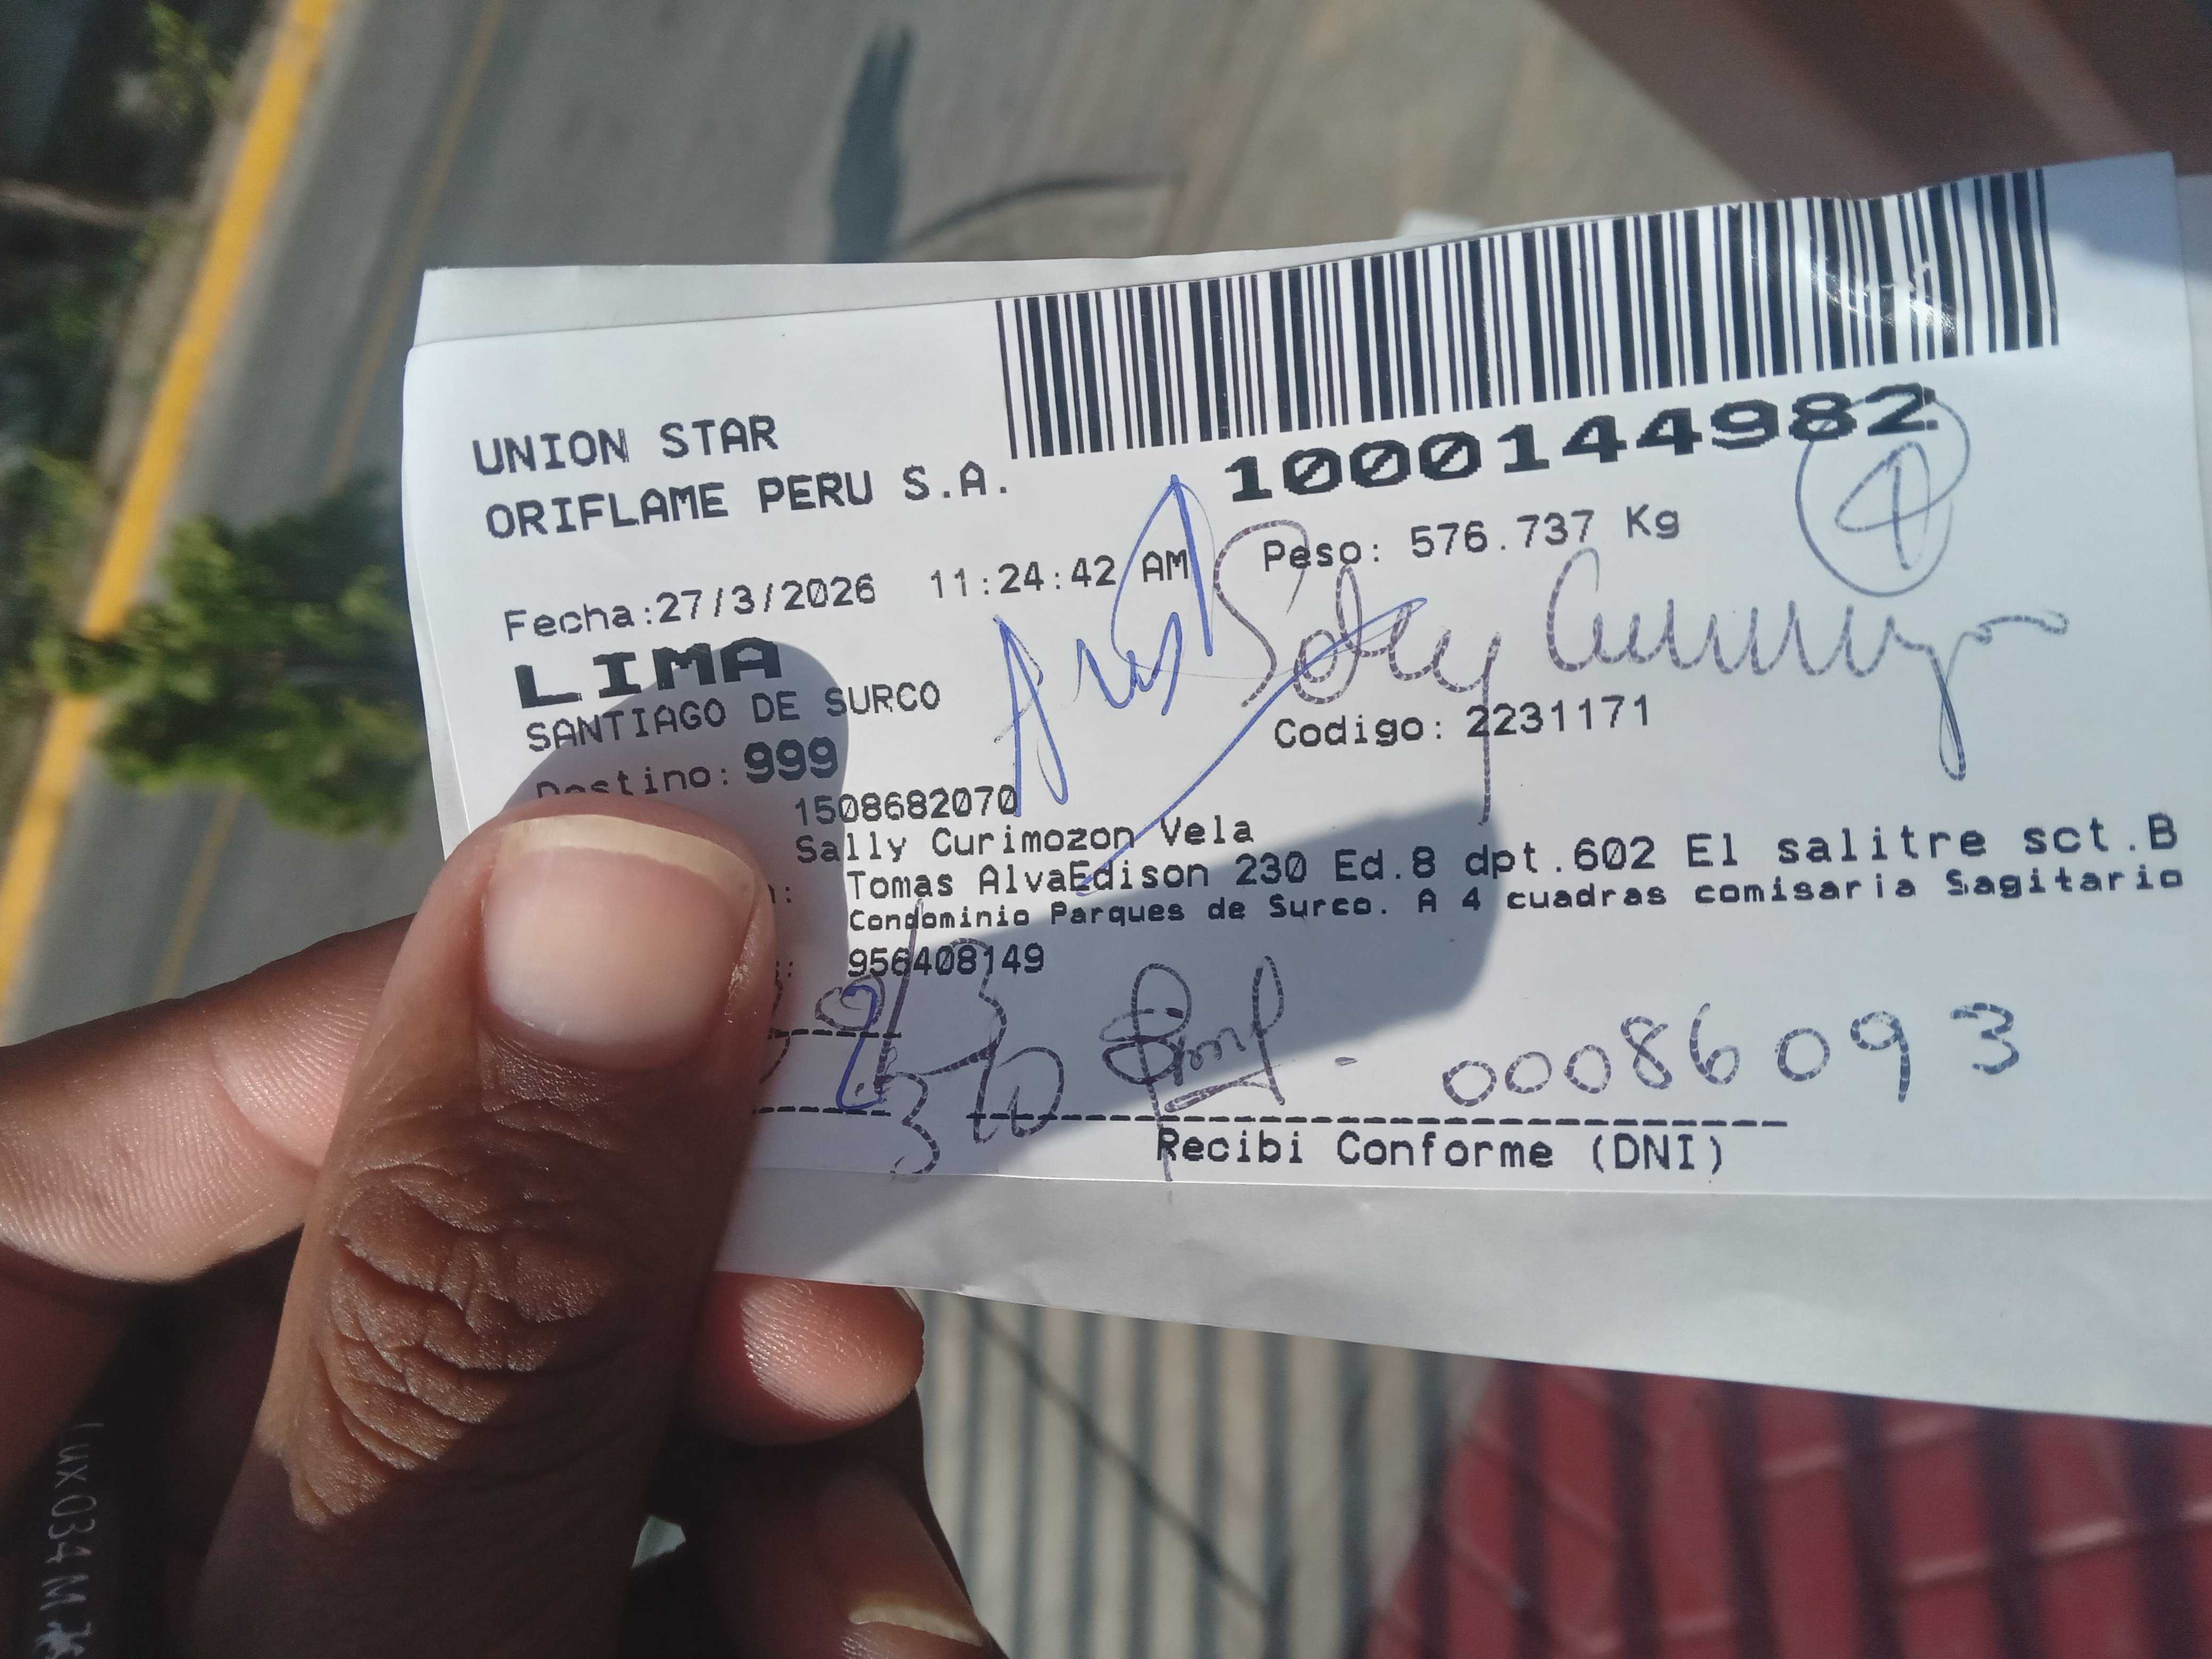 UNION STAR
ORIFLAME PERU S.A.
1000144982
4
Fecha:27/3/2026 11:24:42 AM Peso: 576.737 Kg
LIMA
SANTIAGO DE SURCO
Sally
Codigo: 2231171
Destino: 999
1508682070
Sally Curimozon Vela
Tomas AlvaEdison 230 Ed.8 dpt.602 El salitre sct.B
Condominio Parques de Surco. A 4 cuadras comisaria Sagitario
956408149
00086093
Recibi Conforme (DNI)